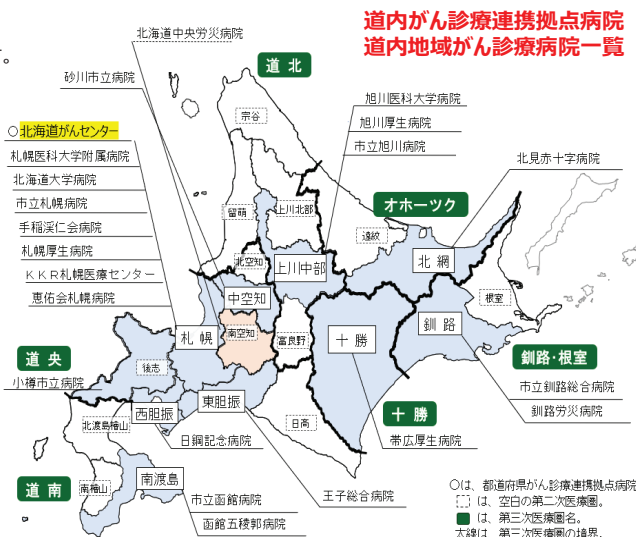 道内がん診療連携拠点病院
道内地域がん診療病院一覧
す。
北海道中央労災病院
砂川市立病院
○北海道がんセンター
札幌医科大学附属病院
北海道大学病院
市立札幌病院
手稲渓仁会病院
札幌厚生病院
KKR札幌医療センター
恵佑会札幌病院
道北
宗谷
旭川医科大学病院
旭川厚生病院
市立旭川病院
北見赤十字病院
オホーツク
留萌
上川北部
遠紋
北網
北空知
上川中部
中空知
根室
札幌
南空知
富良野
十勝
釧路
道央
小樽市立病院
後志
釧路・根室
市立釧路総合病院
釧路労災病院
西胆振
東胆振
日高
十勝
帯広厚生病院
北渡島檜山
日鋼記念病院
道南
南檜山
南渡島
市立函館病院
函館五稜郭病院
王子総合病院
○は、都道府県がん診療連携拠点病院
は、空白の第二次医療圏。
は、第三次医療圏名。
太線は、第三次医療圏の境界。